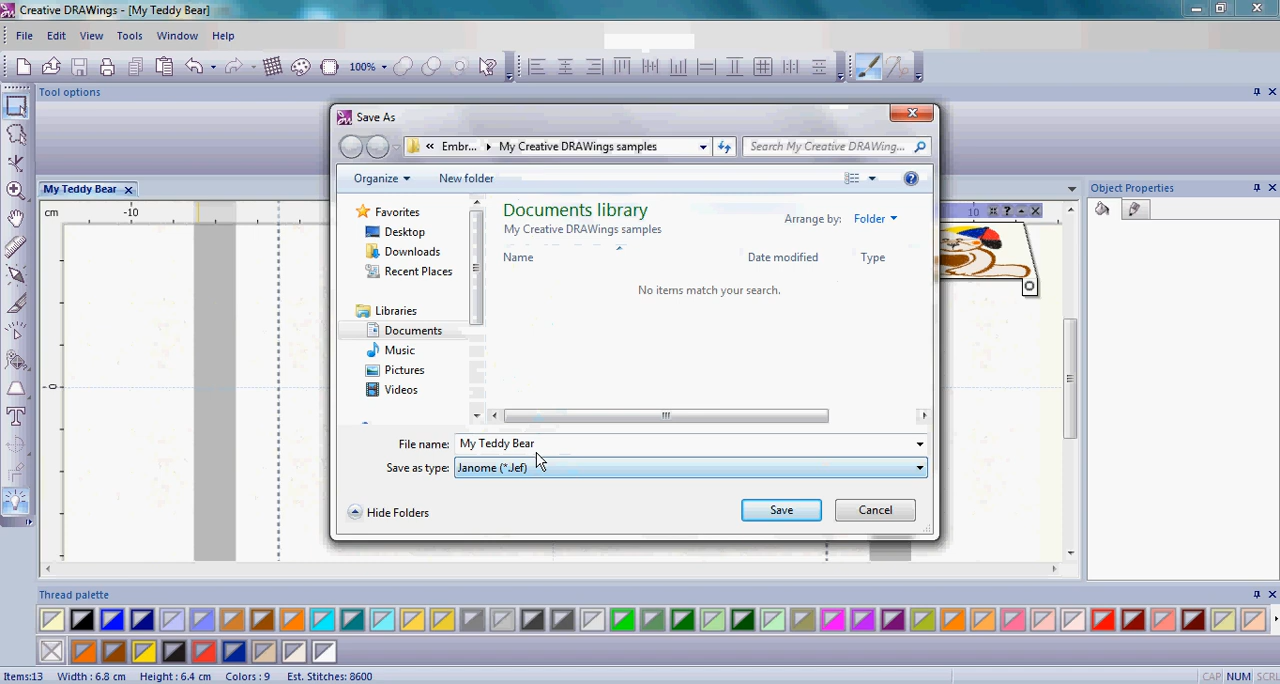 Creative DRAWings - [My Teddy Bear]
File Edit View Tools Window Help
100%
Tool options
Save As
« Embr... My Creative DRAWings samples
Search My Creative DRAWing...
Organize New folder
My Teddy Bear
Object Properties
cm -10 10
Favorites
Desktop
Downloads
Recent Places
Libraries
Documents
Music
Pictures
Videos
Documents library
My Creative DRAWings samples
Arrange by: Folder
Name Date modified Type
No items match your search.
0
File name: My Teddy Bear
Save as type: Janome (*.Jef)
Hide Folders
Save Cancel
Thread palette
Items:13 Width : 6.8 cm Height : 6.4 cm Colors : 9 Est. Stitches: 8600 CAP NUM SCRL